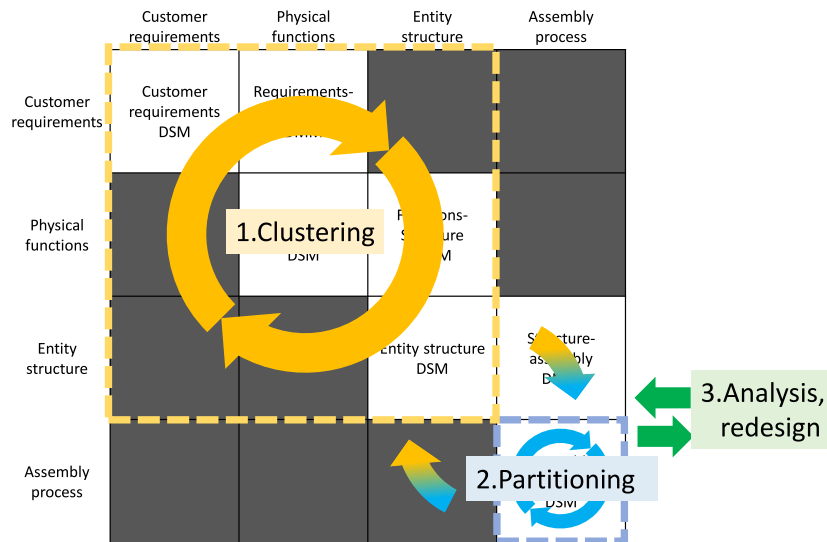 Customer
requirements
Physical
functions
Entity
structure
Assembly
process
Customer
requirements
Customer
requirements
DSM
Requirements-
Physical
functions
1.Clustering
DSM
Entity
structure
Entity structure
DSM
3.Analysis,
redesign
Assembly
process
2.Partitioning
DSM